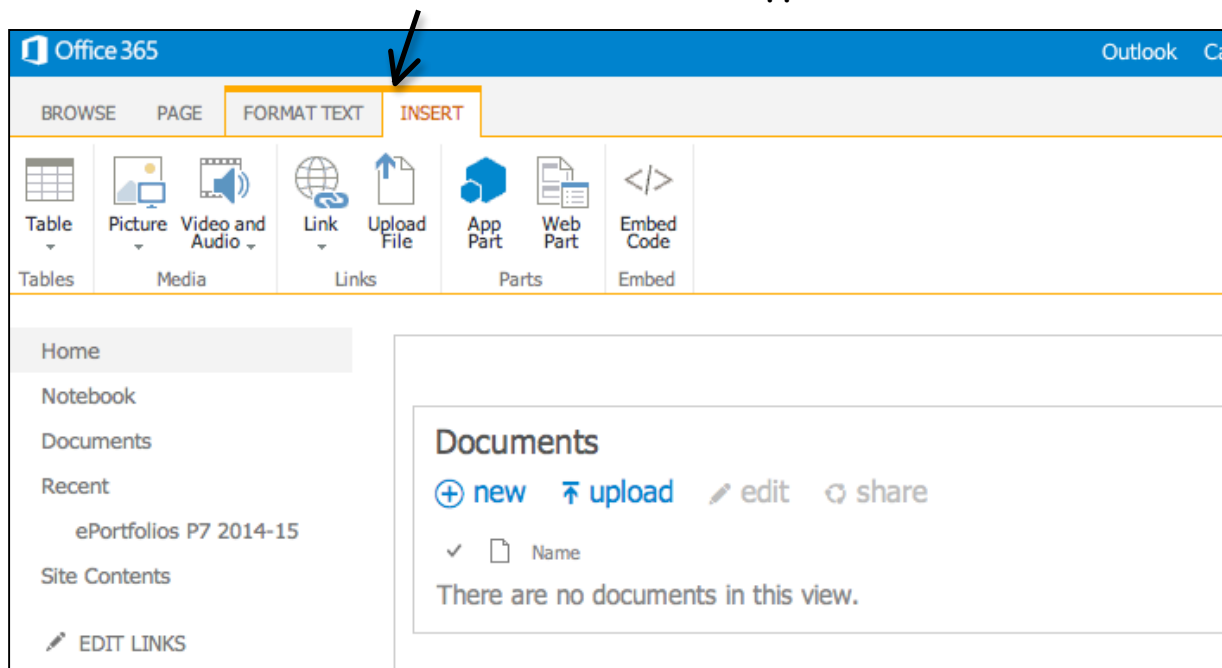 Office 365
Outlook Ca
BROWSE PAGE FORMAT TEXT INSERT
Table Picture Video and Audio Link Upload File App Part Web Part </> Embed Code
Tables Media Links Parts Embed
Home
Notebook
Documents
Recent
ePortfolios P7 2014-15
Site Contents
EDIT LINKS
Documents
new upload edit share
Name
There are no documents in this view.